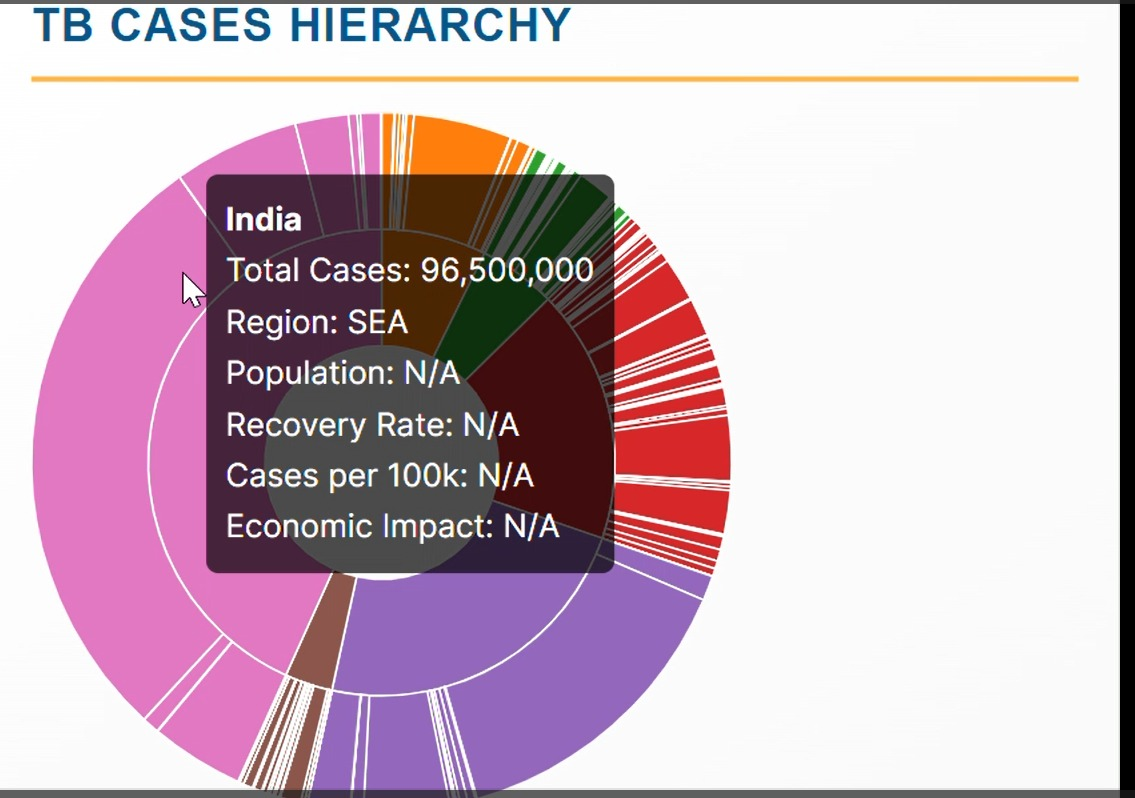 TB CASES HIERARCHY
India
Total Cases: 96,500,000
Region: SEA
Population: N/A
Recovery Rate: N/A
Cases per 100k: N/A
Economic Impact: N/A